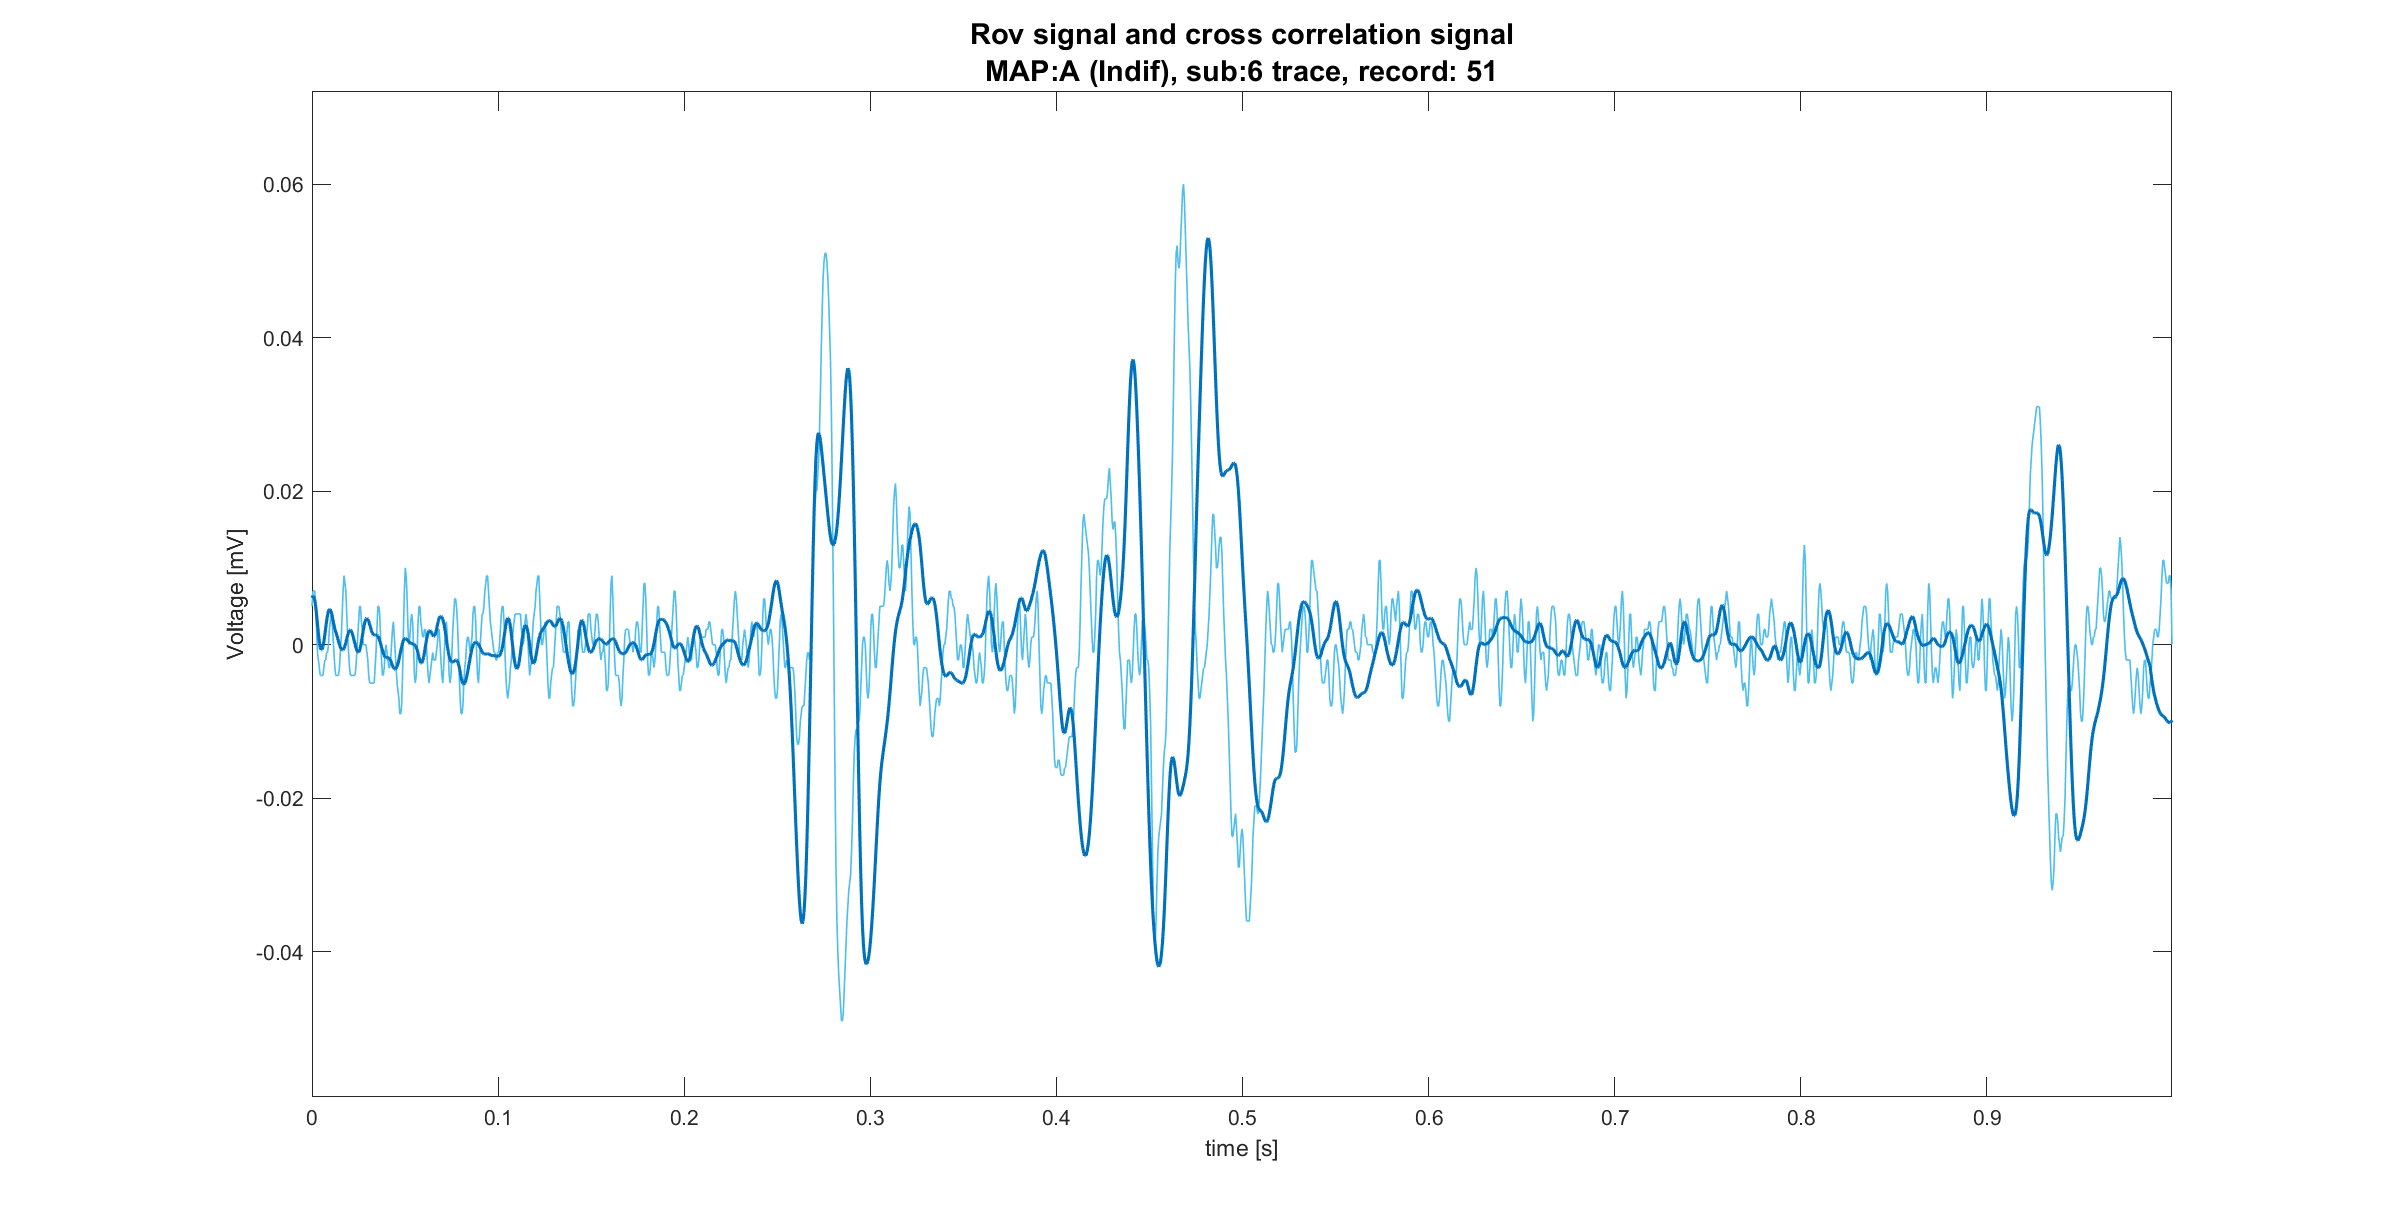 Rov signal and cross correlation signal
MAP:A (Indif), sub:6 trace, record: 51
0.06
0.04
0.02
0
-0.02
-0.04
Voltage [mV]
0 0.1 0.2 0.3 0.4 0.5 0.6 0.7 0.8 0.9
time [s]